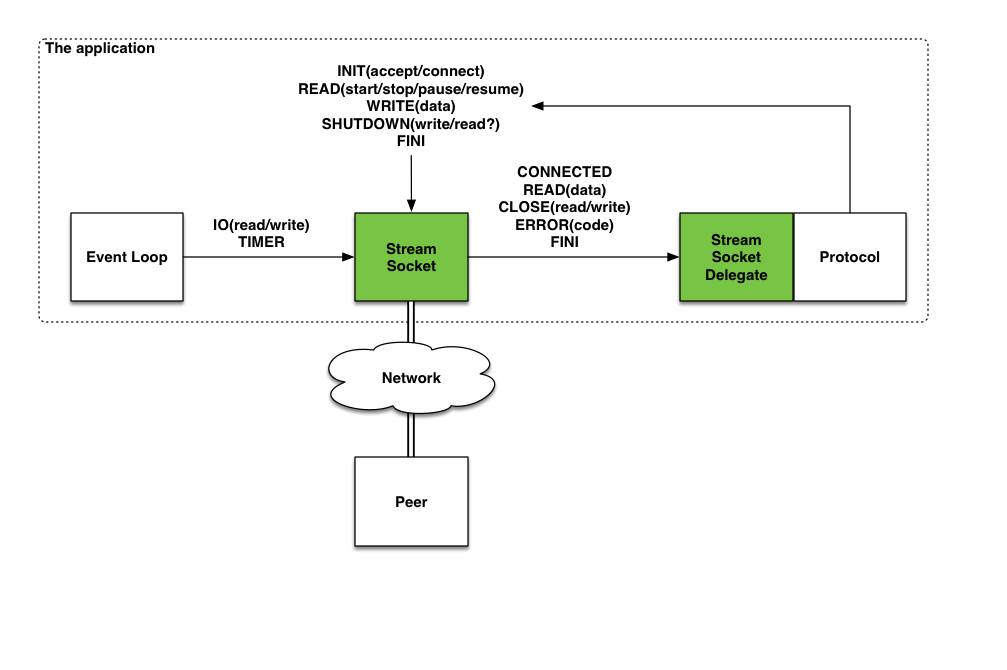 The application
INIT(accept/connect)
READ(start/stop/pause/resume)
WRITE(data)
SHUTDOWN(write/read?)
FINI
CONNECTED
READ(data)
CLOSE(read/write)
ERROR(code)
FINI
IO(read/write)
TIMER
Event Loop
Stream
Socket
Stream
Socket
Delegate
Protocol
Network
Peer